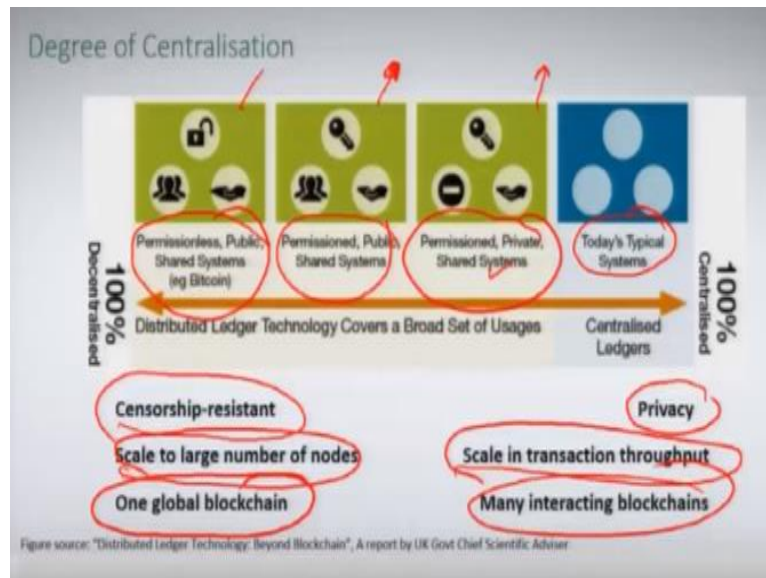 Degree of Centralisation
Permissionless, Public,
Shared Systems
(eg Bitcoin)
Permissioned, Public,
Shared Systems
Permissioned, Private,
Shared Systems
Today's Typical
Systems
100%
Decentralised
100%
Centralised
Distributed Ledger Technology Covers a Broad Set of Usages
Centralised
Ledgers
Censorship-resistant
Privacy
Scale to large number of nodes
Scale in transaction throughput
One global blockchain
Many interacting blockchains
Figure source: "Distributed Ledger Technology: Beyond Blockchain", A report by UK Govt Chief Scientific Adviser